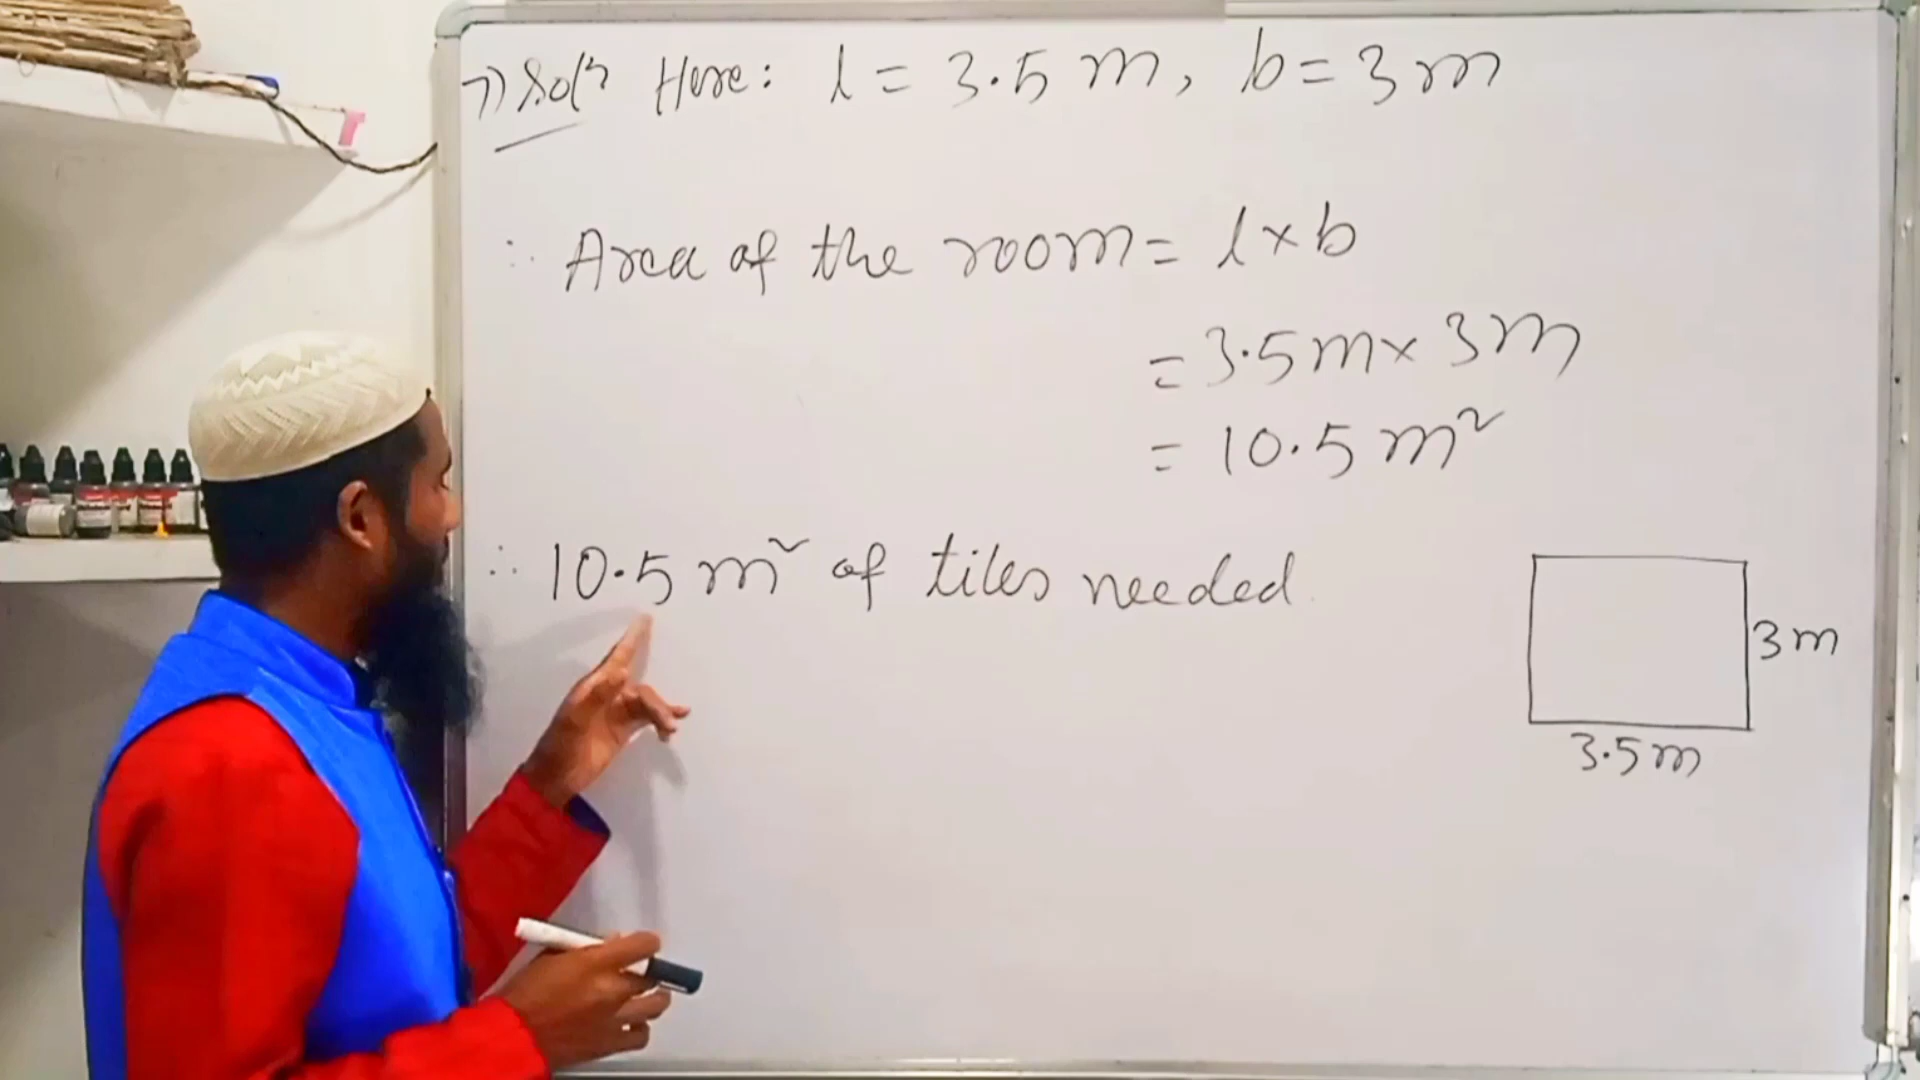 7) Solⁿ Here: l = 3.5 m, b = 3 m
∴ Area of the room = l × b
= 3.5 m × 3 m
= 10.5 m²
∴ 10.5 m² of tiles needed.
3 m
3.5 m